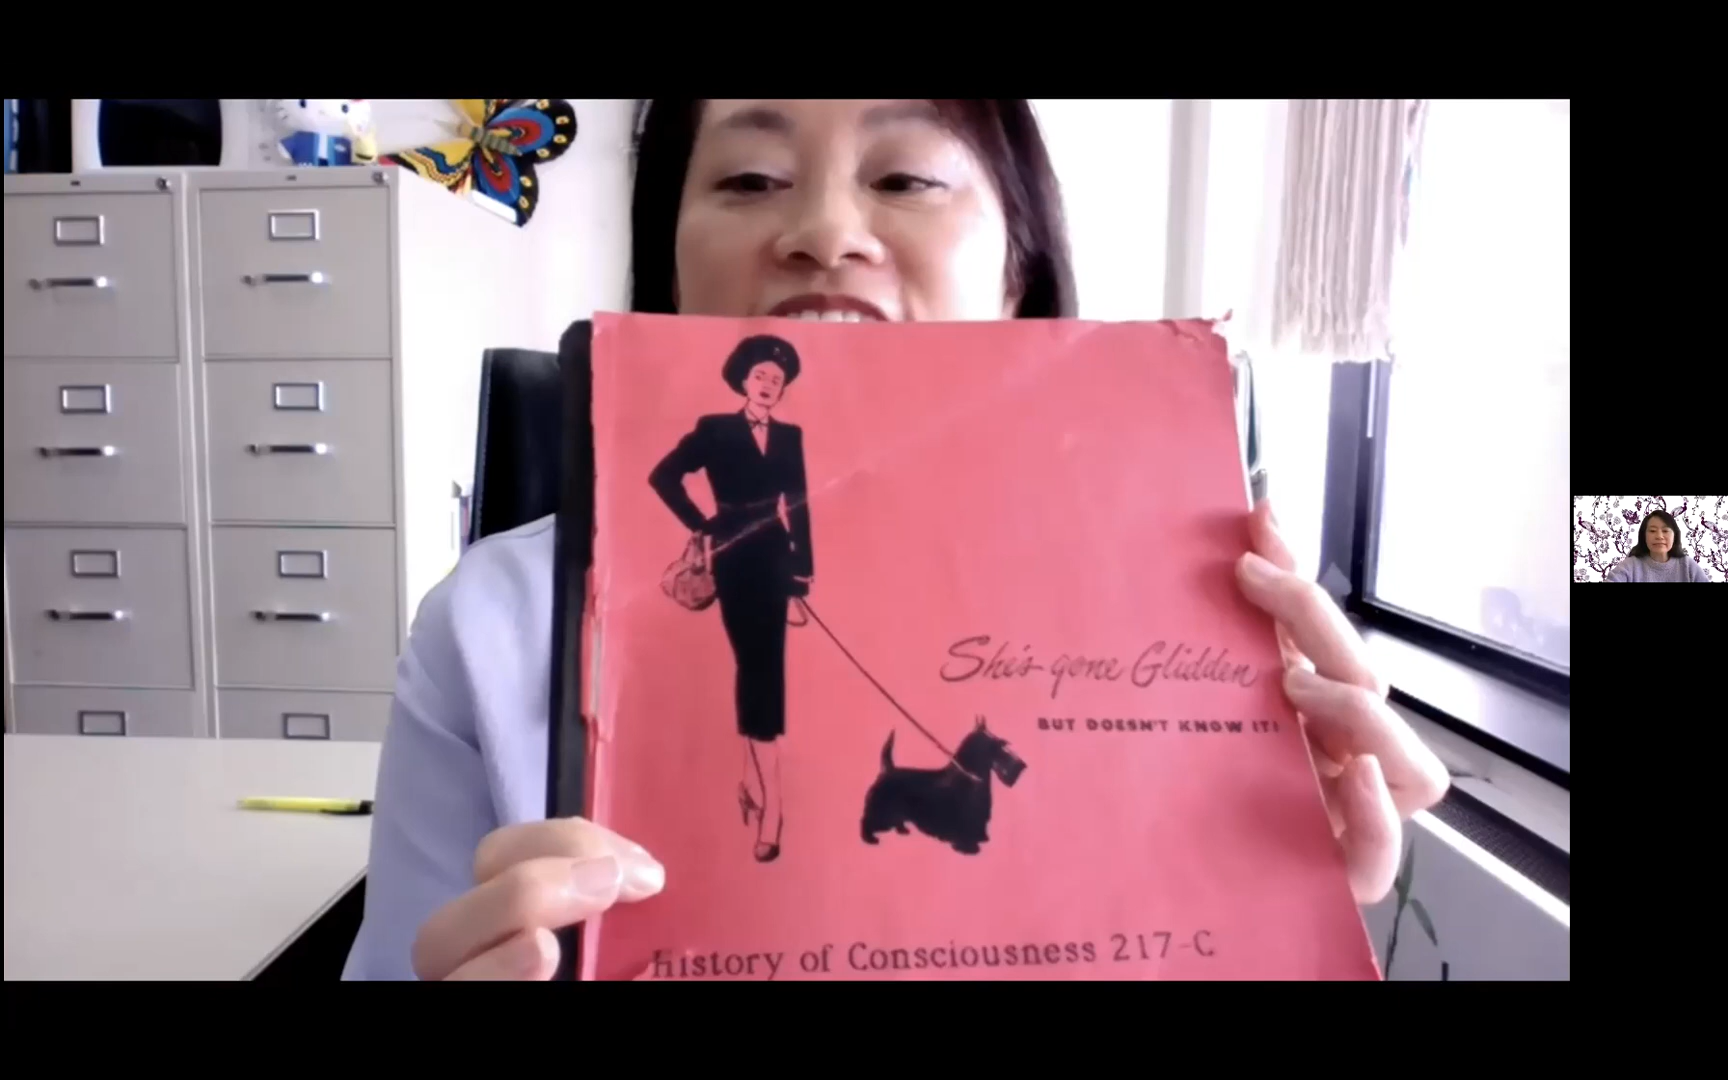 She's gone Glidden
BUT DOESN'T KNOW IT!
History of Consciousness 217-C